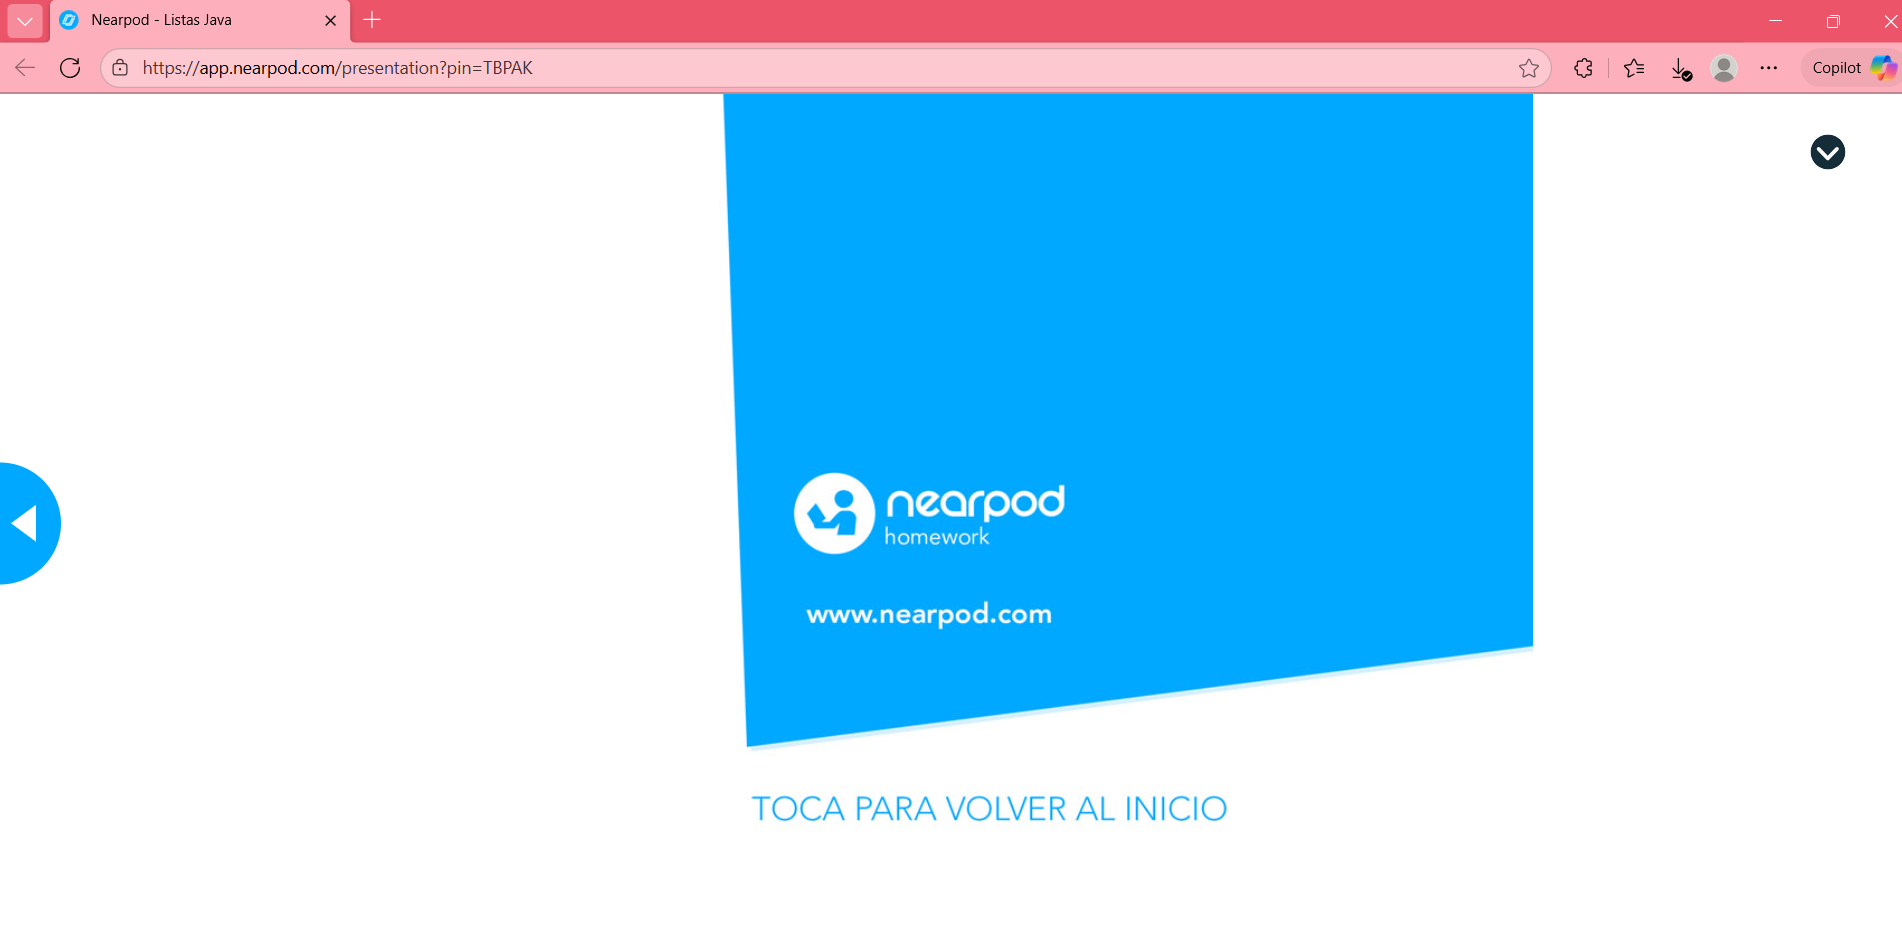 Nearpod - Listas Java
https://app.nearpod.com/presentation?pin=TBPAK
Copilot
nearpod
homework
www.nearpod.com
TOCA PARA VOLVER AL INICIO